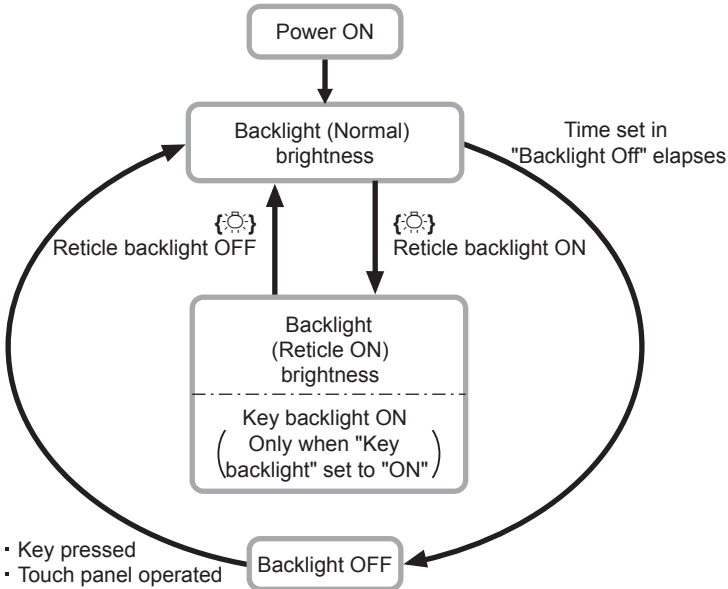 Power ON
Backlight (Normal)
brightness
Time set in
"Backlight Off" elapses
{☼}
Reticle backlight OFF
{☼}
Reticle backlight ON
Backlight
(Reticle ON)
brightness
Key backlight ON
(Only when "Key
backlight" set to "ON")
· Key pressed
· Touch panel operated
Backlight OFF